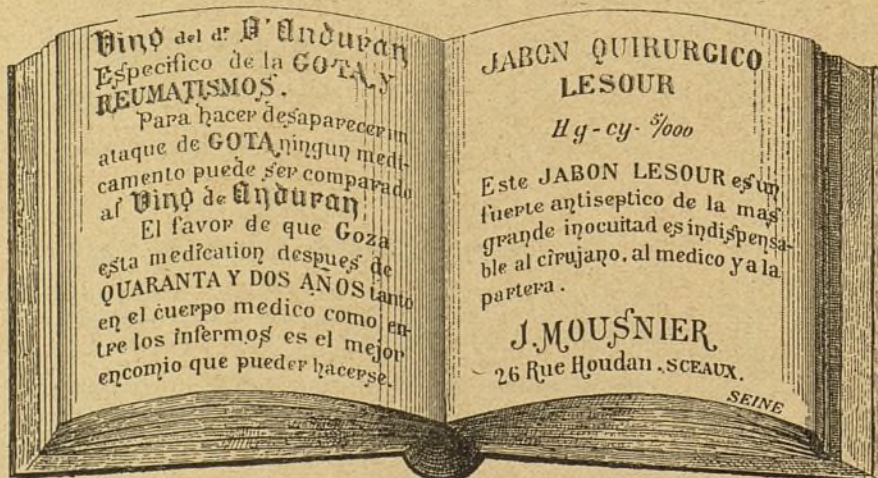 Vino del dr D'Anduran
Especifico de la GOTA y
REUMATISMOS.
Para hacer desaparecer un
ataque de GOTA ningun medi-
camento puede ser comparado
al Vino de Anduran.
El favor de que Goza
esta medication despues de
QUARANTA Y DOS AÑOS tanto
en el cuerpo medico como en-
tre los infermos es el mejor
encomio que pueder hacerse.
JABON QUIRURGICO
LESOUR
Hg-cy- 5/000
Este JABON LESOUR es un
fuerte antiseptico de la mas
grande inocuitad es indispensa-
ble al cirujano, al medico y a la
partera.
J. MOUSNIER
26 Rue Houdan. SCEAUX.
SEINE